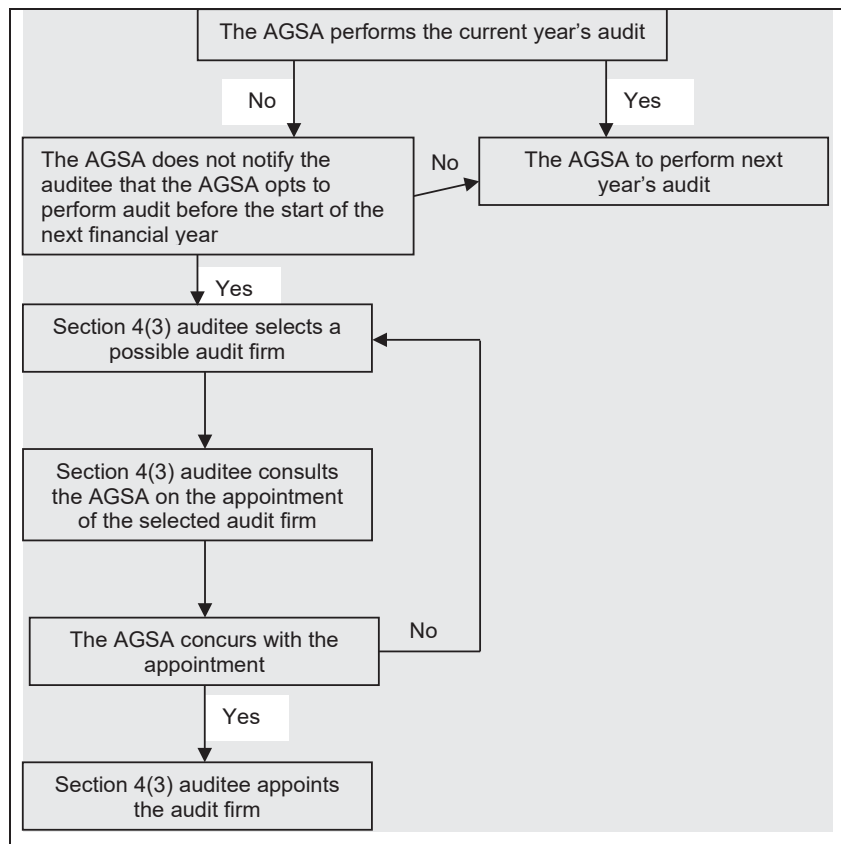 The AGSA performs the current year’s audit
No
Yes
The AGSA does not notify the
auditee that the AGSA opts to
perform audit before the start of the
next financial year
No
The AGSA to perform next
year’s audit
Yes
Section 4(3) auditee selects a
possible audit firm
Section 4(3) auditee consults
the AGSA on the appointment
of the selected audit firm
The AGSA concurs with the
appointment
No
Yes
Section 4(3) auditee appoints
the audit firm